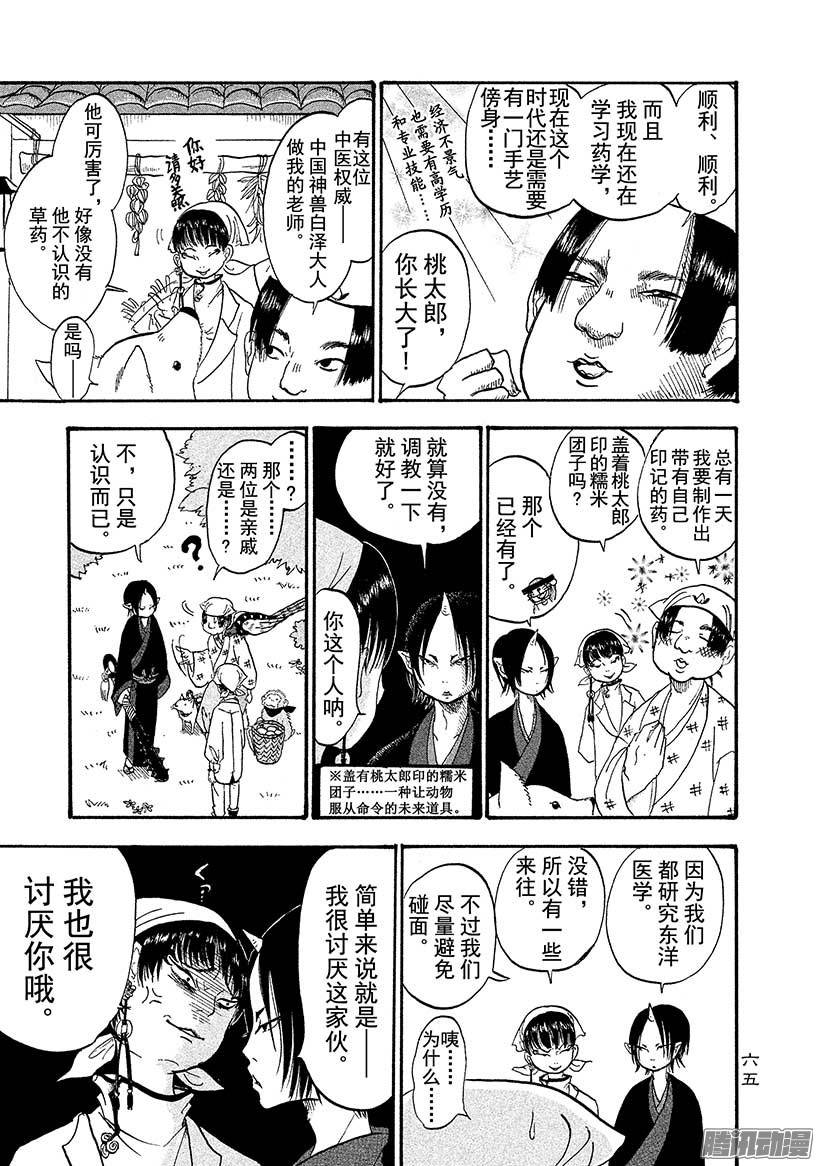 顺利、顺利。
而且
我现在还在
学习药学，
现在这个
时代还是需要
有一门手艺
傍身……
经济不景气
也需要有高学历
和专业技能……
桃太郎，
你长大了！
有这位
中医权威——
中国神兽白泽大人
做我的老师。
你好
请多关照
他可厉害了，
好像没有
他不认识的
草药。
是吗——
总有一天
我要制作出
带有自己
印记的药。
盖着桃太郎
印的糯米
团子吗？
那个
已经有了。
就算没有，
调教一下
就好了。
你这个人呐。
※盖有桃太郎印的糯米
团子……一种让动物
服从命令的未来道具。
……？
那个……
两位是亲戚
还是……？
?
不，只是
认识而已。
因为我们
都研究东洋
医学。
没错，
所以有一些
来往。
不过我们
尽量避免
碰面。
咦……
为什么……
简单来说就是——
我很讨厌这家伙。
我也很
讨厌你哦。
六五
腾讯动漫